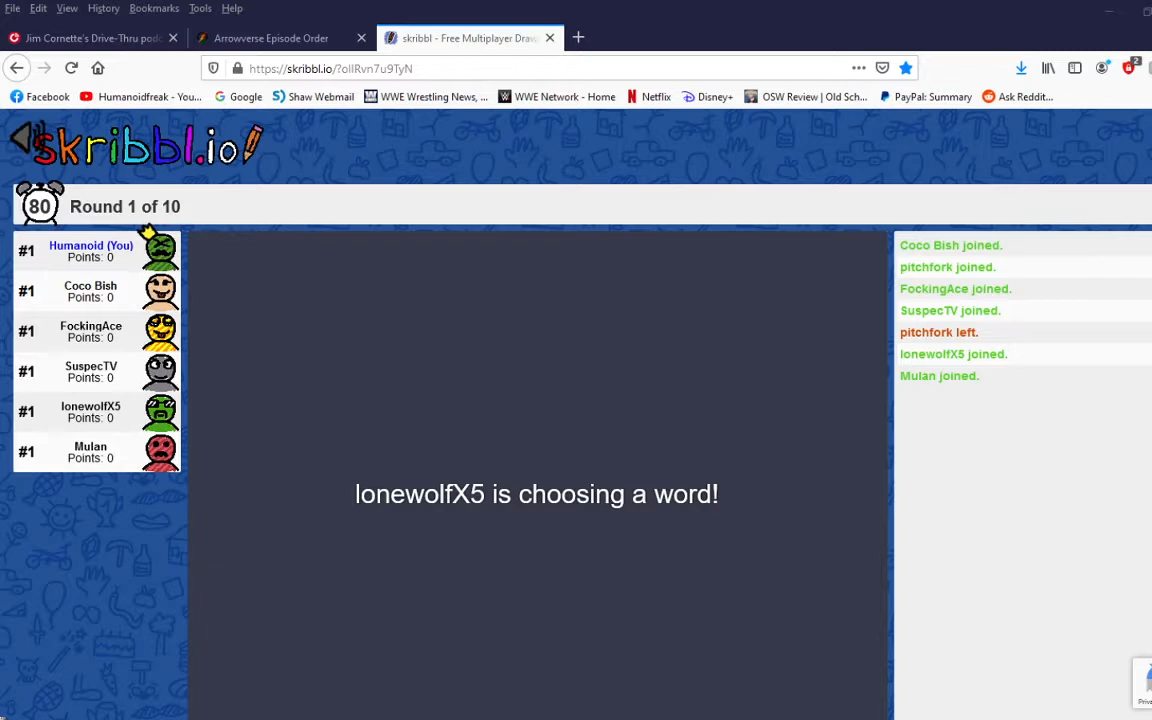 File Edit View History Bookmarks Tools Help
Jim Cornette's Drive-Thru pod
Arrowverse Episode Order
skribbl - Free Multiplayer Draw
https://skribbl.io/?olIRvn7u9TyN
2
Facebook
Humanoidfreak - You...
Google
Shaw Webmail
WWE Wrestling News, ...
WWE Network - Home
Netflix
Disney+
OSW Review | Old Sch...
PayPal: Summary
Ask Reddit...
skribbl.io
80
Round 1 of 10
#1 Humanoid (You)
Points: 0
#1 Coco Bish
Points: 0
#1 FockingAce
Points: 0
#1 SuspecTV
Points: 0
#1 lonewolfX5
Points: 0
#1 Mulan
Points: 0
lonewolfX5 is choosing a word!
Coco Bish joined.
pitchfork joined.
FockingAce joined.
SuspecTV joined.
pitchfork left.
lonewolfX5 joined.
Mulan joined.